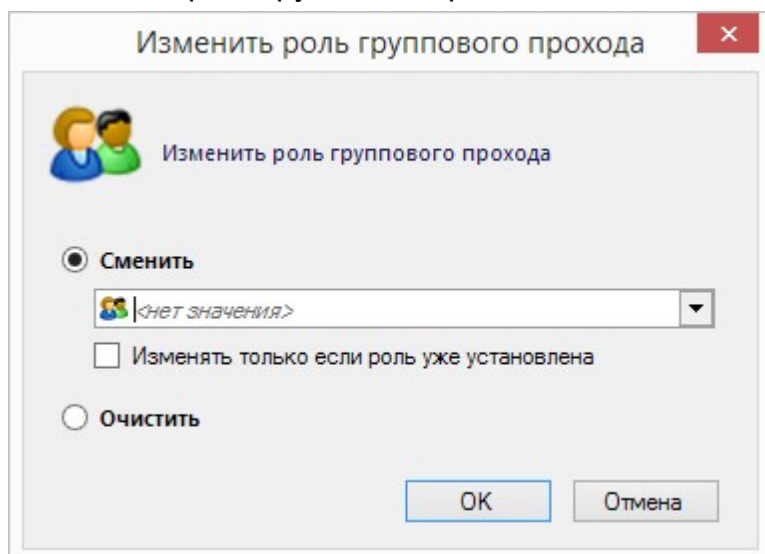 Изменить роль группового прохода
Изменить роль группового прохода
Сменить
<нет значения>
Изменять только если роль уже установлена
Очистить
OK
Отмена